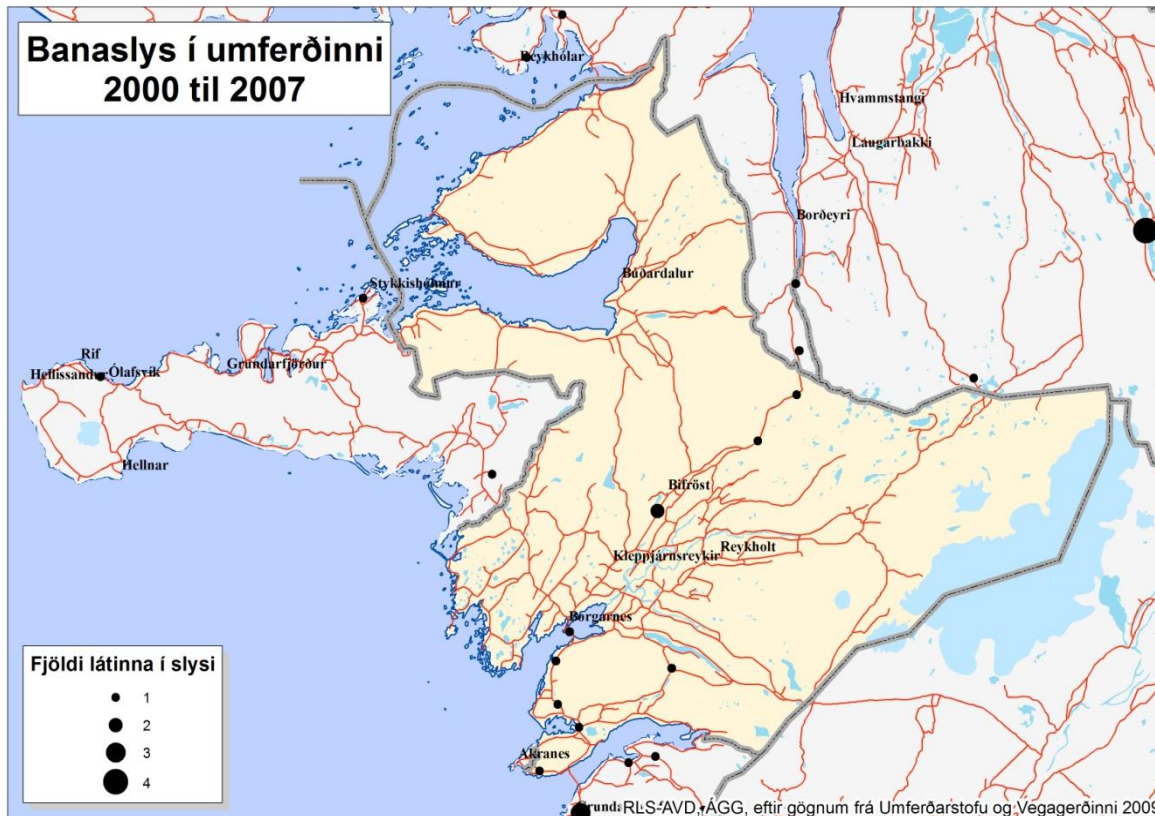 Banaslys í umferðinni
2000 til 2007
Reykhólar
Hvammstangi
Laugarbakki
Borðeyri
Búðardalur
Stykkishólmur
Rif
Hellissandur
Ólafsvík
Grundarfjörður
Hellnar
Bifröst
Kleppjárnsreykir
Reykholt
Borgarnes
Akranes
Fjöldi látinna í slysi
1
2
3
4
RLS-AVD, ÁGG, eftir gögnum frá Umferðarstofu og Vegagerðinni 2009